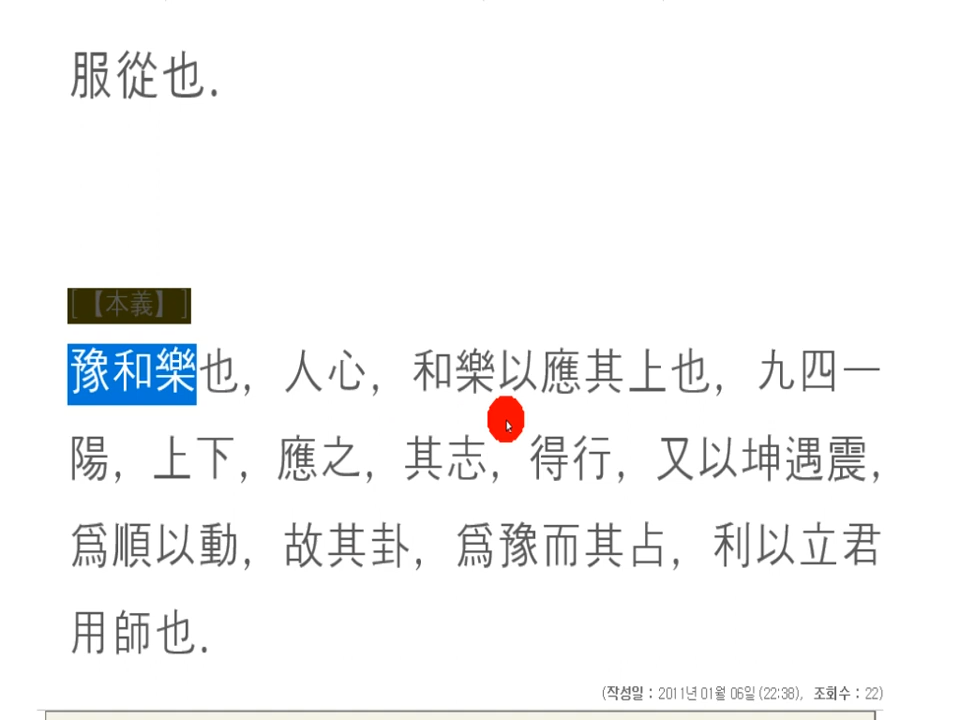 服從也.
[【本義】]
豫和樂也, 人心, 和樂以應其上也, 九四一
陽, 上下, 應之, 其志, 得行, 又以坤遇震,
爲順以動, 故其卦, 爲豫而其占, 利以立君
用師也.
(작성일 : 2011년 01월 06일 (22:38), 조회수 : 22)